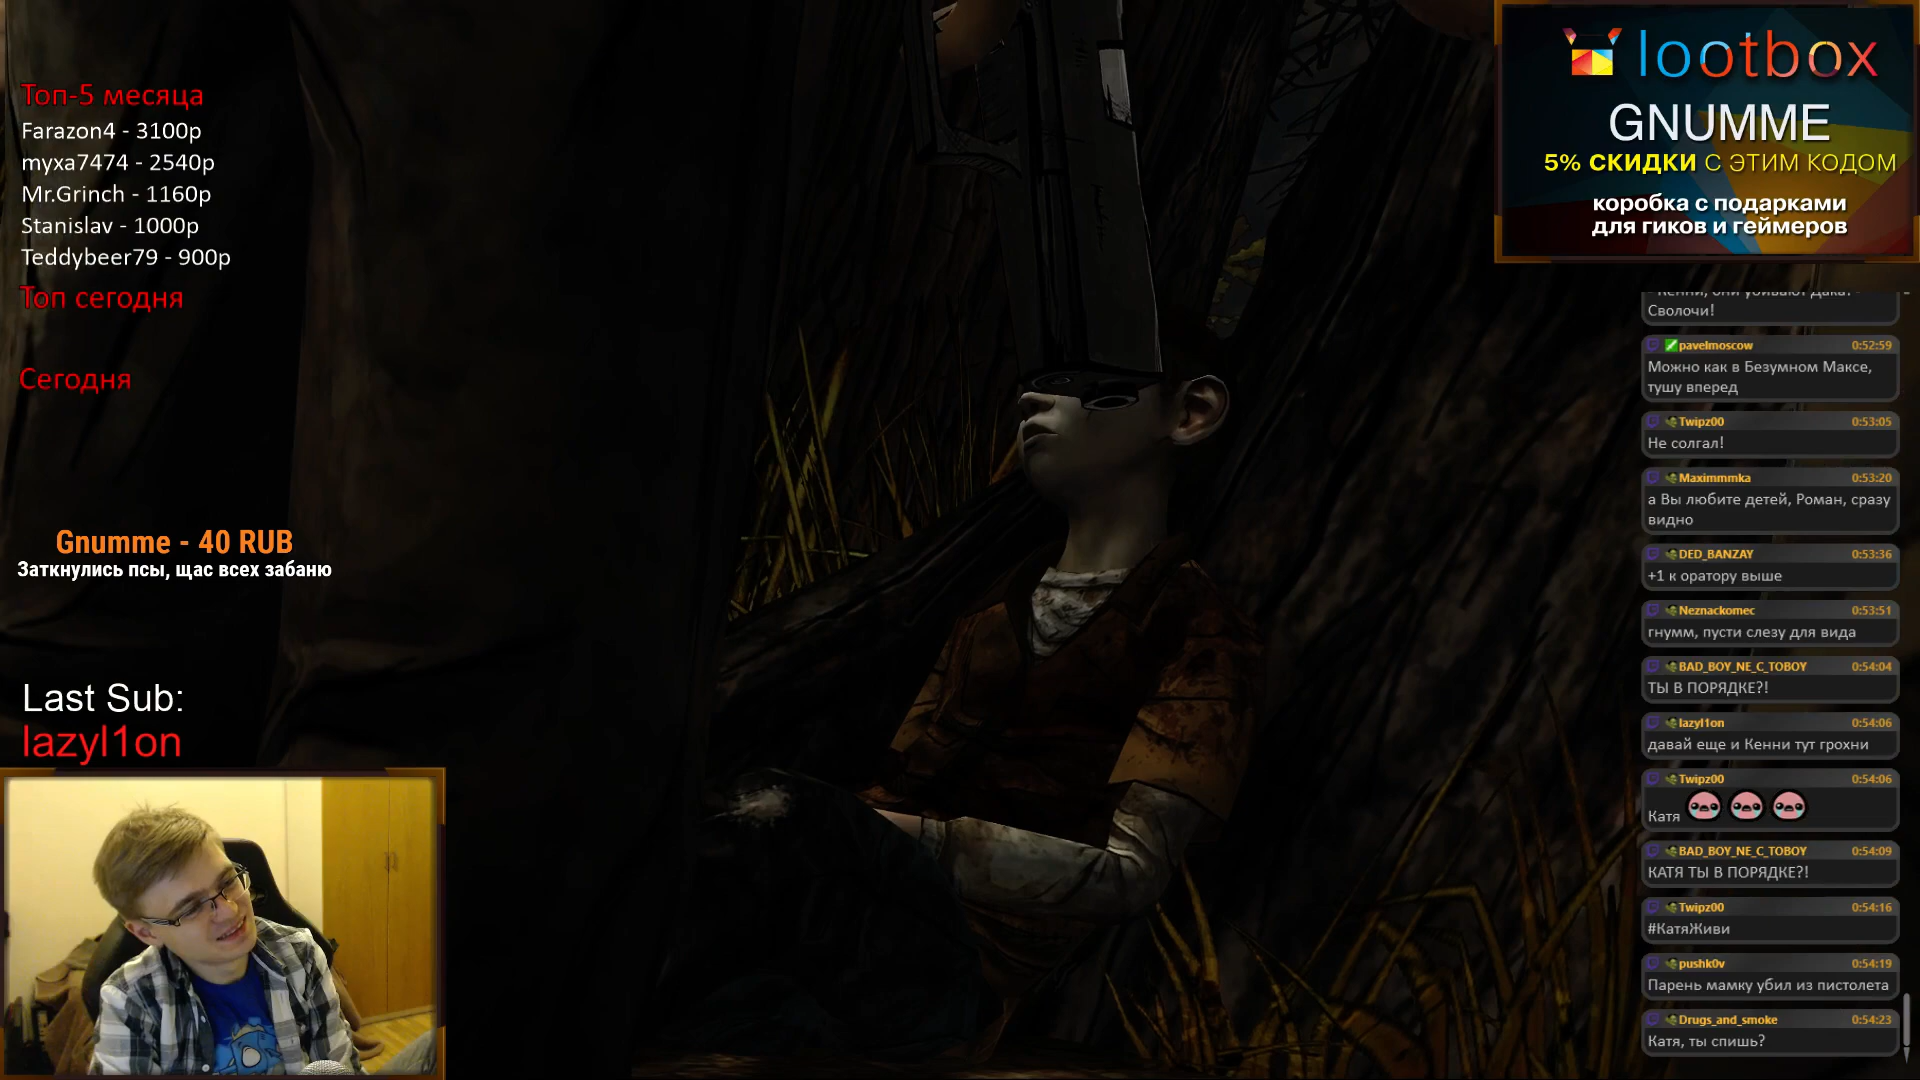 Топ-5 месяца
Farazon4 - 3100р
myxa7474 - 2540р
Mr.Grinch - 1160р
Stanislav - 1000р
Teddybeer79 - 900р
Топ сегодня
Сегодня
Gnumme - 40 RUB
Заткнулись псы, щас всех забаню
Last Sub:
lazyl1on
lootbox
GNUMME
5% СКИДКИ С ЭТИМ КОДОМ
коробка с подарками
для гиков и геймеров
Сволочи!
pavelmoscow 0:52:59
Можно как в Безумном Максе,
тушу вперед
Twipz00 0:53:05
Не солгал!
Maximmmka 0:53:20
а Вы любите детей, Роман, сразу
видно
DED_BANZAY 0:53:36
+1 к оратору выше
Neznackomec 0:53:51
гнумм, пусти слезу для вида
BAD_BOY_NE_C_TOBOY 0:54:04
ТЫ В ПОРЯДКЕ?!
lazyl1on 0:54:06
давай еще и Кенни тут грохни
Twipz00 0:54:06
Катя
BAD_BOY_NE_C_TOBOY 0:54:09
КАТЯ ТЫ В ПОРЯДКЕ?!
Twipz00 0:54:16
#КатяЖиви
pushk0v 0:54:19
Парень мамку убил из пистолета
Drugs_and_smoke 0:54:23
Катя, ты спишь?